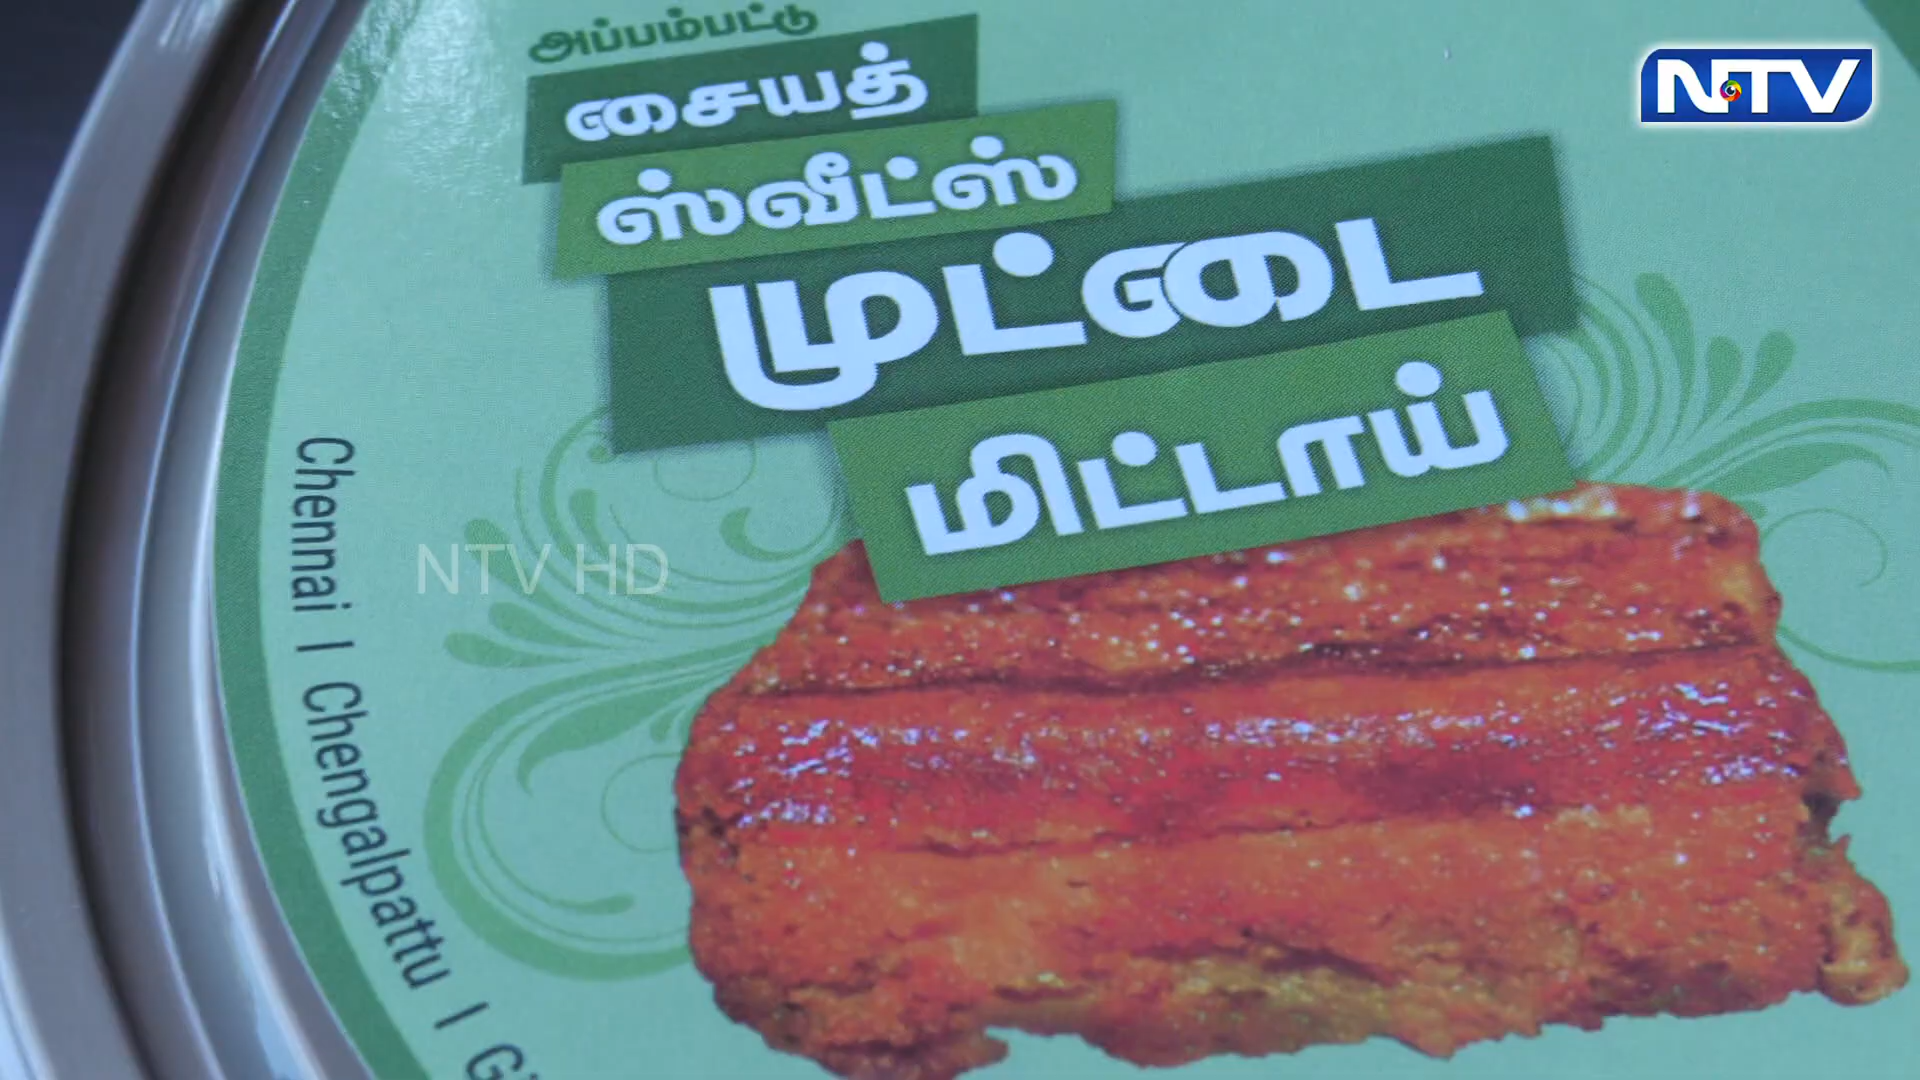 அப்பம்பட்டு
சையத்
ஸ்வீட்ஸ்
முட்டை
மிட்டாய்
Chennai I Chengalpattu I
NTV
NTV HD